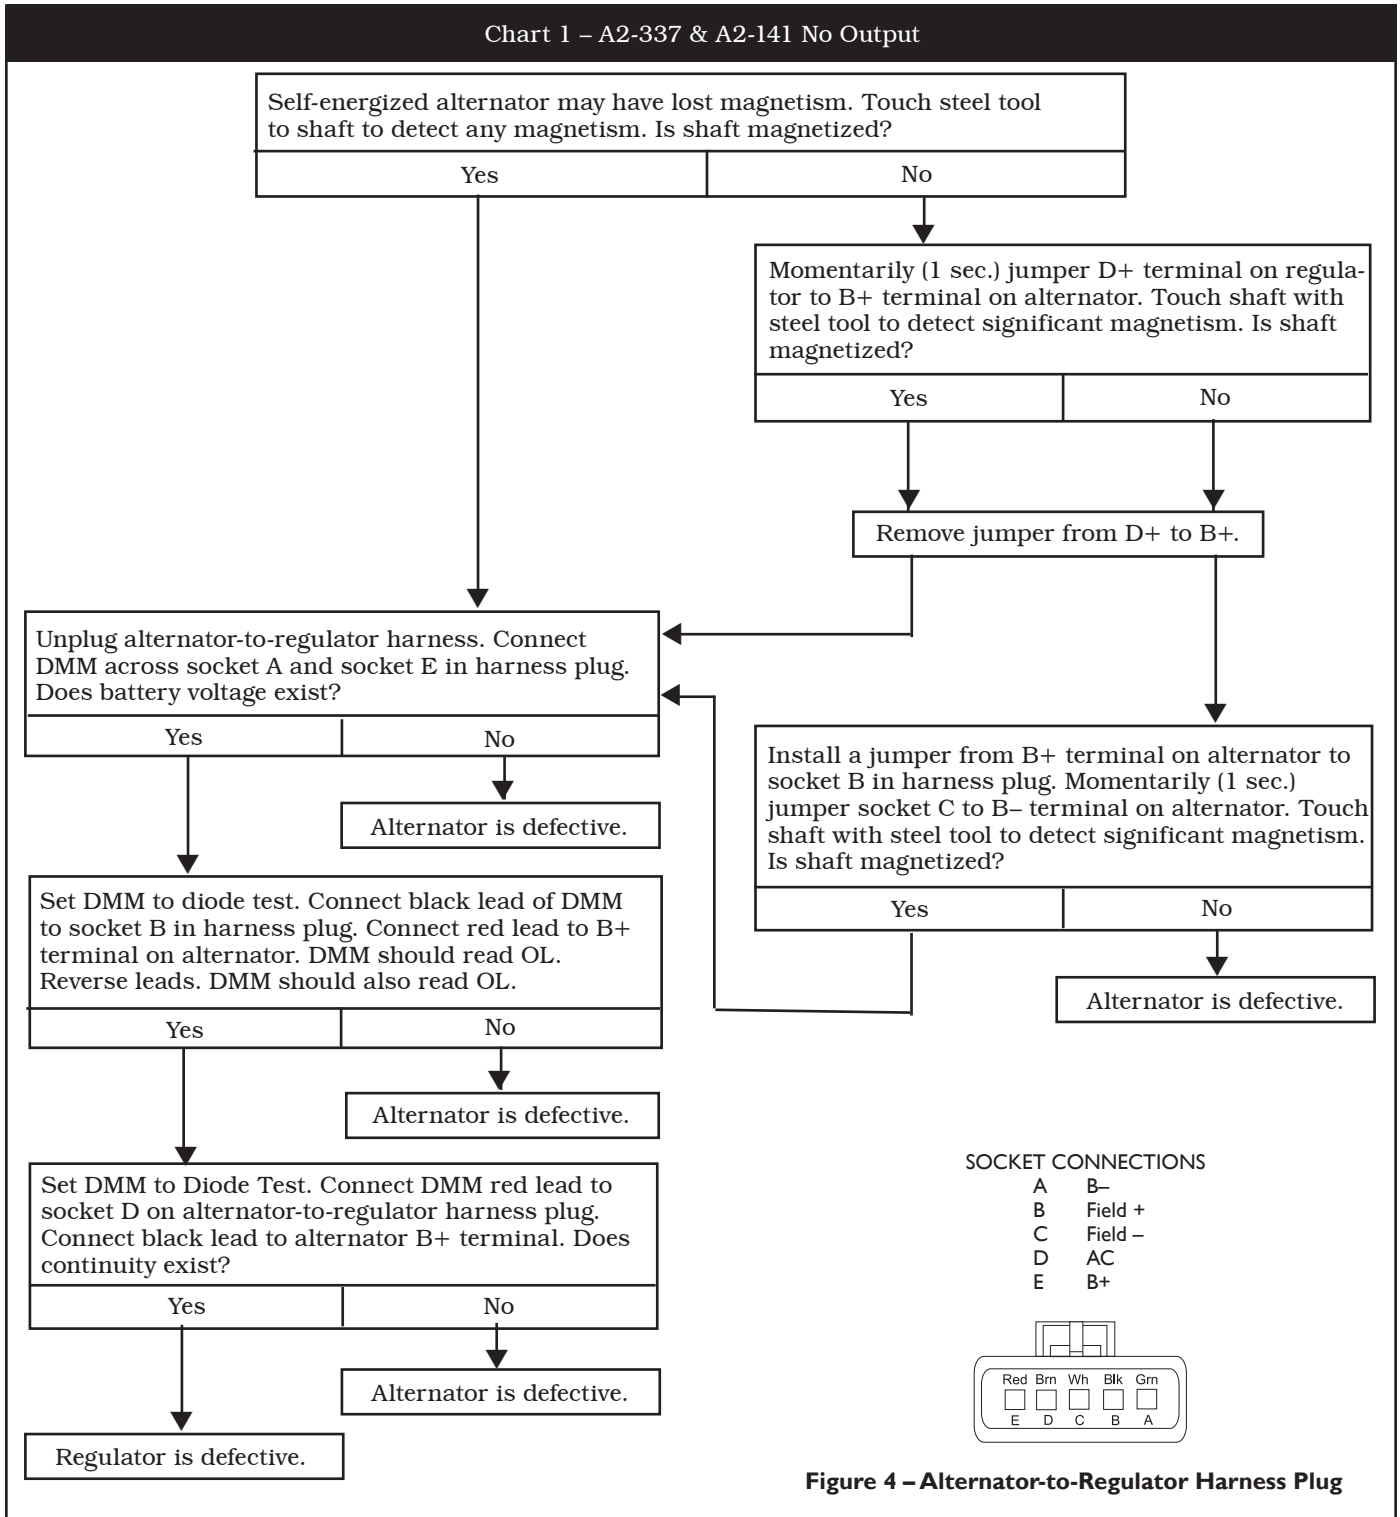 Chart 1 – A2-337 & A2-141 No Output
Self-energized alternator may have lost magnetism. Touch steel tool
to shaft to detect any magnetism. Is shaft magnetized?
Yes
No
Momentarily (1 sec.) jumper D+ terminal on regula-
tor to B+ terminal on alternator. Touch shaft with
steel tool to detect significant magnetism. Is shaft
magnetized?
Yes
No
Remove jumper from D+ to B+.
Unplug alternator-to-regulator harness. Connect
DMM across socket A and socket E in harness plug.
Does battery voltage exist?
Yes
No
Alternator is defective.
Install a jumper from B+ terminal on alternator to
socket B in harness plug. Momentarily (1 sec.)
jumper socket C to B– terminal on alternator. Touch
shaft with steel tool to detect significant magnetism.
Is shaft magnetized?
Yes
No
Alternator is defective.
Set DMM to diode test. Connect black lead of DMM
to socket B in harness plug. Connect red lead to B+
terminal on alternator. DMM should read OL.
Reverse leads. DMM should also read OL.
Yes
No
Alternator is defective.
Set DMM to Diode Test. Connect DMM red lead to
socket D on alternator-to-regulator harness plug.
Connect black lead to alternator B+ terminal. Does
continuity exist?
Yes
No
Alternator is defective.
Regulator is defective.
SOCKET CONNECTIONS
A B–
B Field +
C Field –
D AC
E B+
Red Brn Wh Blk Grn
E D C B A
Figure 4 – Alternator-to-Regulator Harness Plug